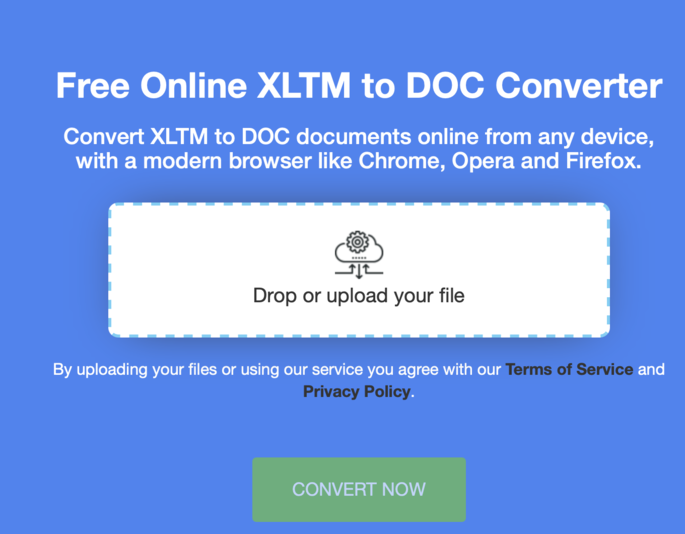 Free Online XLTM to DOC Converter
Convert XLTM to DOC documents online from any device,
with a modern browser like Chrome, Opera and Firefox.
Drop or upload your file
By uploading your files or using our service you agree with our Terms of Service and
Privacy Policy.
CONVERT NOW